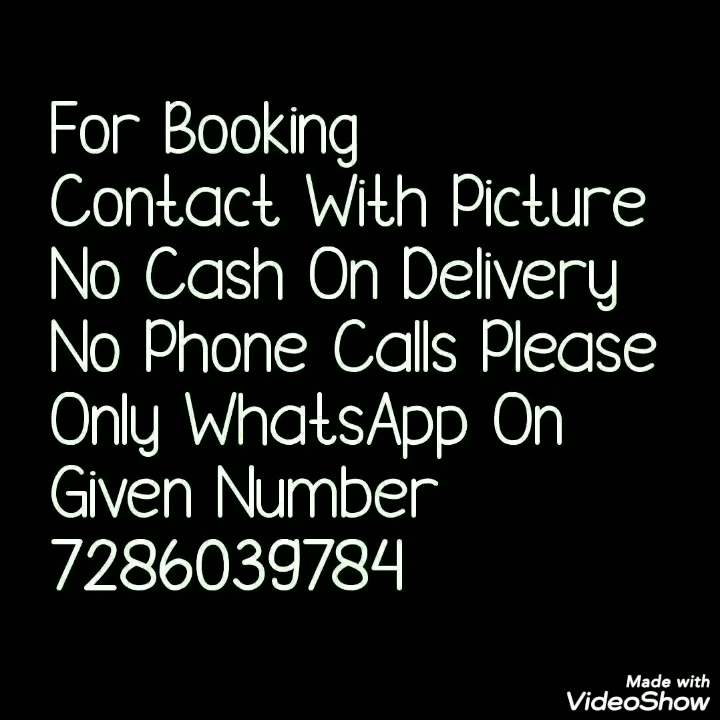 For Booking
Contact With Picture
No Cash On Delivery
No Phone Calls Please
Only WhatsApp On
Given Number
7286039784
Made with
VideoShow